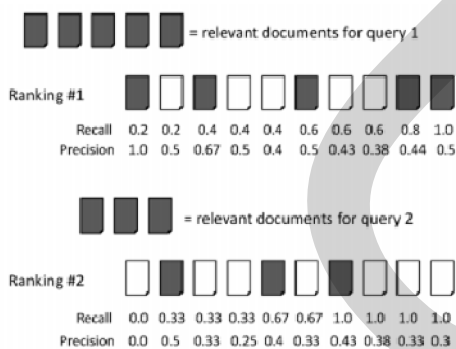 = relevant documents for query 1
Ranking #1
Recall 0.2 0.2 0.4 0.4 0.4 0.6 0.6 0.6 0.8 1.0
Precision 1.0 0.5 0.67 0.5 0.4 0.5 0.43 0.38 0.44 0.5
= relevant documents for query 2
Ranking #2
Recall 0.0 0.33 0.33 0.33 0.67 0.67 1.0 1.0 1.0 1.0
Precision 0.0 0.5 0.33 0.25 0.4 0.33 0.43 0.38 0.33 0.3